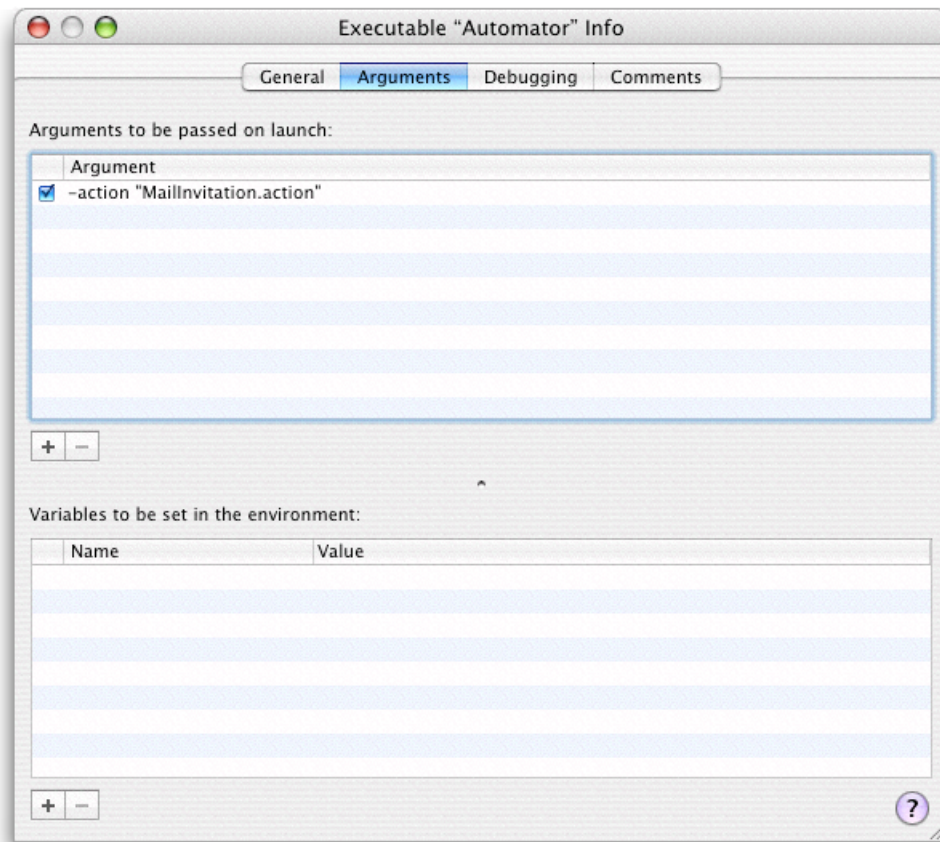 Executable “Automator” Info
General Arguments Debugging Comments
Arguments to be passed on launch:
Argument
-action "MailInvitation.action"
+ −
Variables to be set in the environment:
Name Value
+ −
?